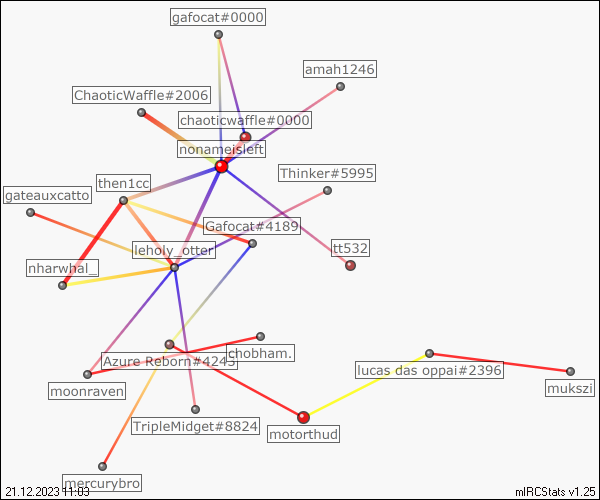 gafocat#0000
amah1246
ChaoticWaffle#2006
chaoticwaffle#0000
nonameisleft
Thinker#5995
then1cc
gateauxcatto
Gafocat#4189
leholy_otter
tt532
nharwhal_
chobham.
Azure Reborn#4243
lucas das oppai#2396
moonraven
mukszi
TripleMidget#8824
motorthud
mercurybro
21.12.2023 11:03
mIRCStats v1.25